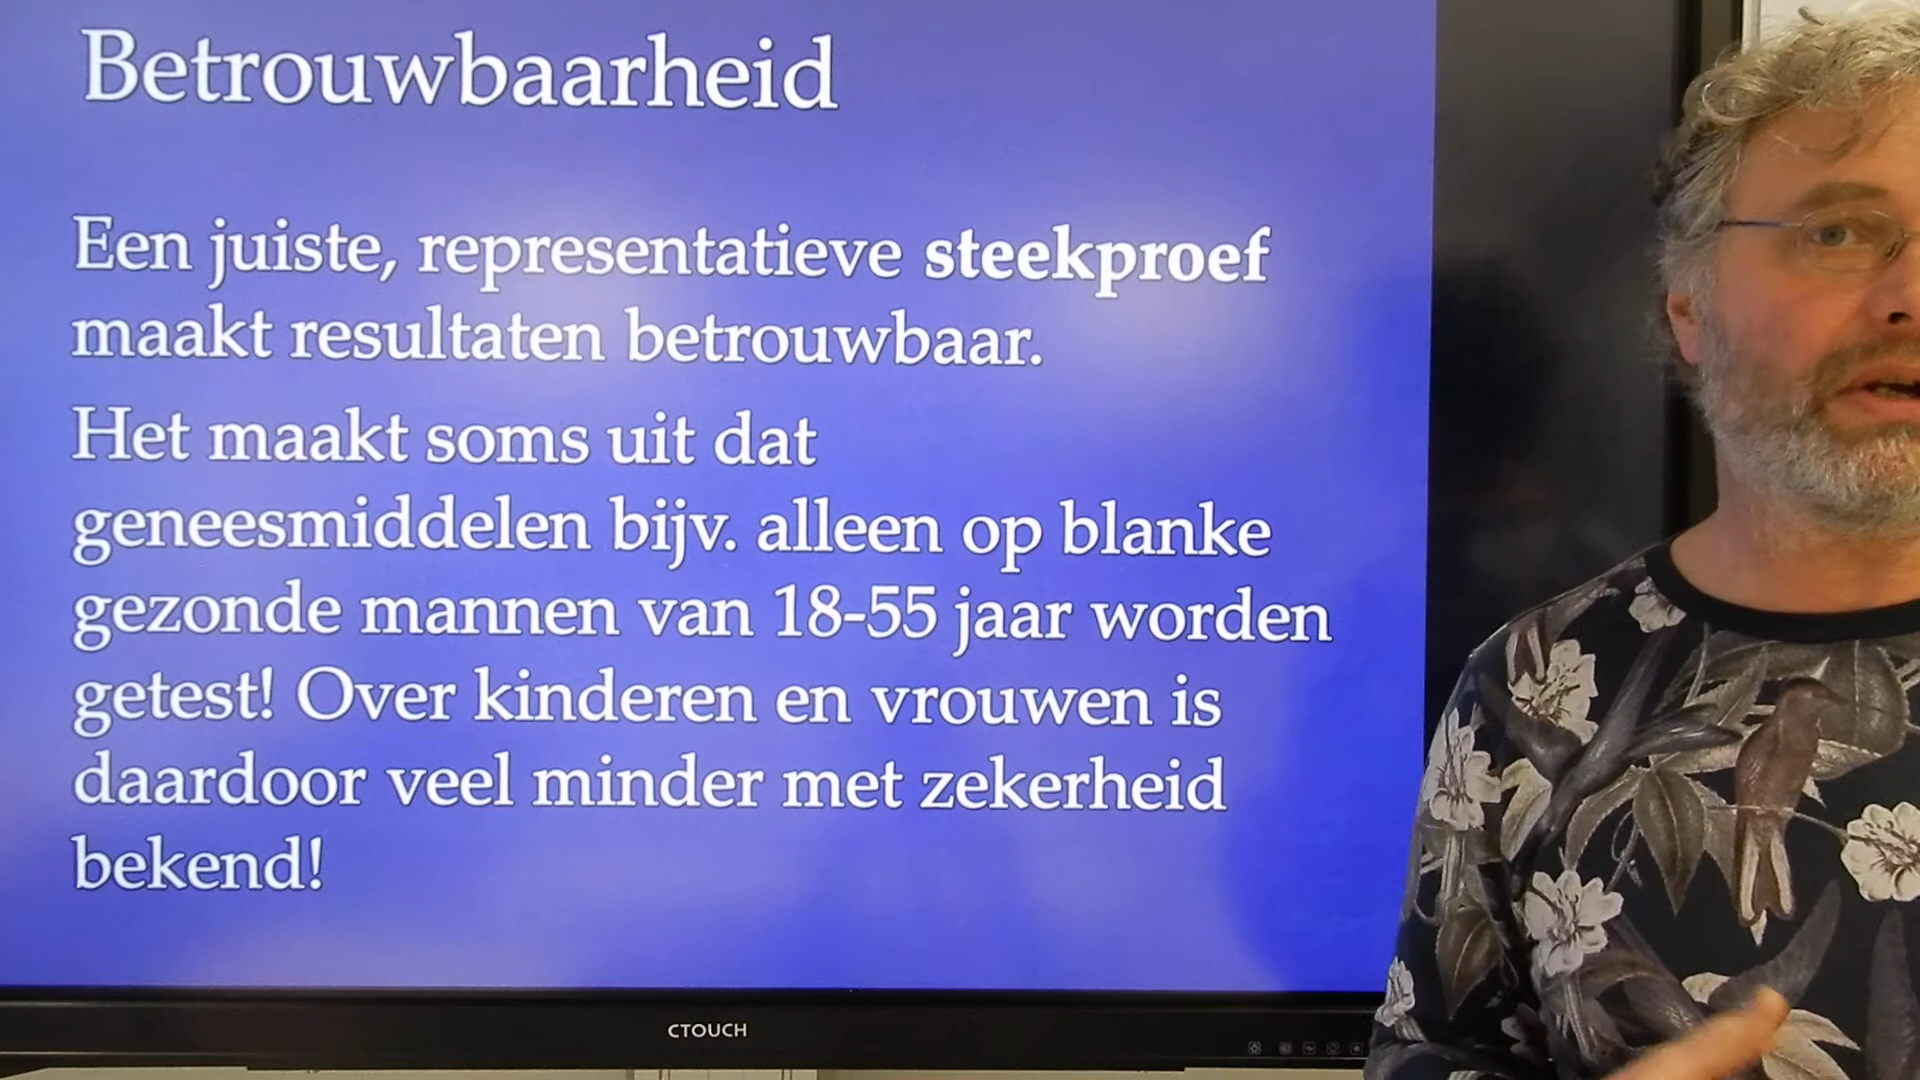 Betrouwbaarheid
Een juiste, representatieve steekproef
maakt resultaten betrouwbaar.
Het maakt soms uit dat
geneesmiddelen bijv. alleen op blanke
gezonde mannen van 18-55 jaar worden
getest! Over kinderen en vrouwen is
daardoor veel minder met zekerheid
bekend!
CTOUCH